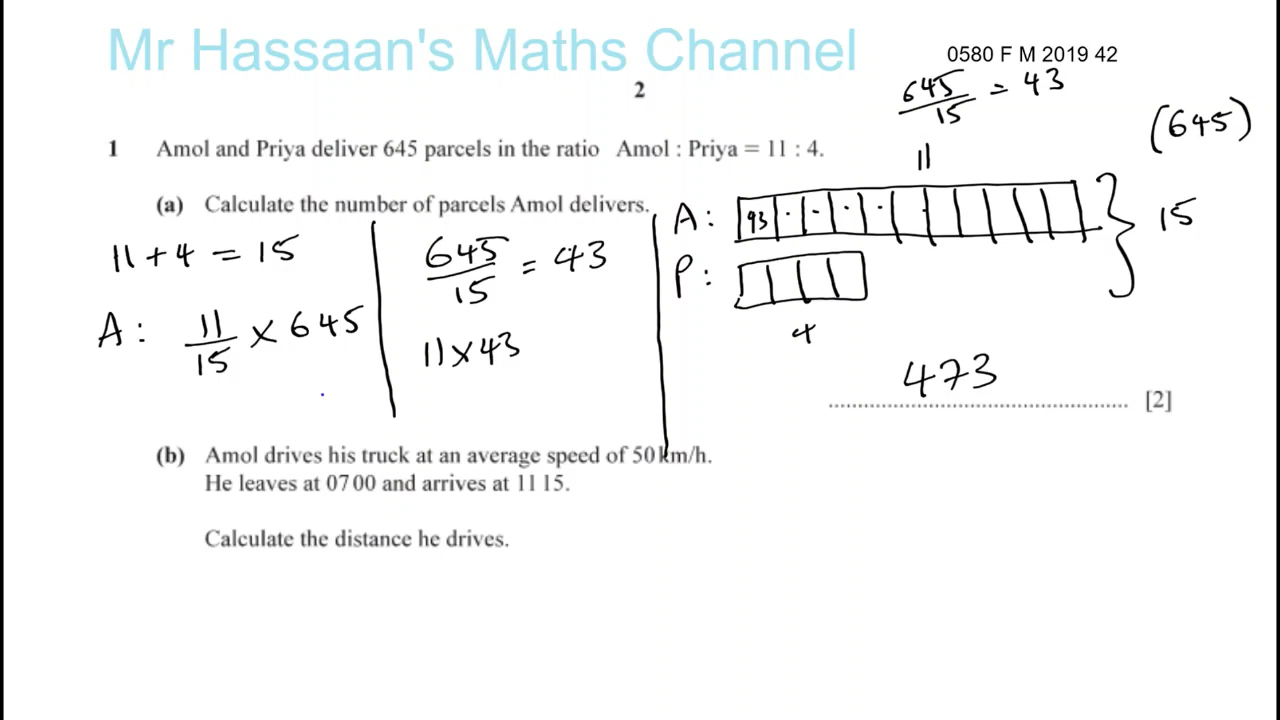 Mr Hassaan's Maths Channel
0580 F M 2019 42
2
645/15 = 43
(645)
1 Amol and Priya deliver 645 parcels in the ratio Amol : Priya = 11 : 4.
11
(a) Calculate the number of parcels Amol delivers.
A: 43
15
P:
4
11 + 4 = 15
A: 11/15 × 645
645/15 = 43
11 × 43
473
[2]
(b) Amol drives his truck at an average speed of 50 km/h.
He leaves at 07 00 and arrives at 11 15.
Calculate the distance he drives.